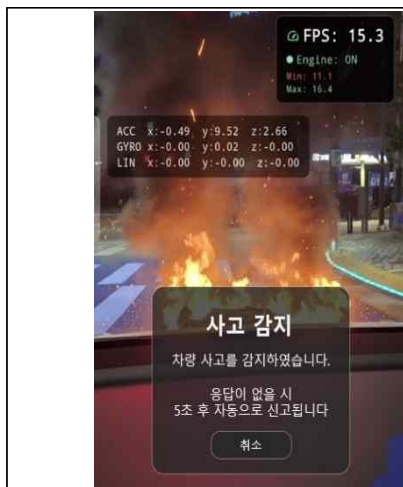 FPS: 15.3
Engine: ON
Min: 11.1
Max: 16.4
ACC x:-0.49 y:9.52 z:2.66
GYRO x:-0.00 y:0.02 z:-0.00
LIN x:-0.00 y:-0.00 z:-0.00
사고 감지
차량 사고를 감지하였습니다.
응답이 없을 시
5초 후 자동으로 신고됩니다
취소